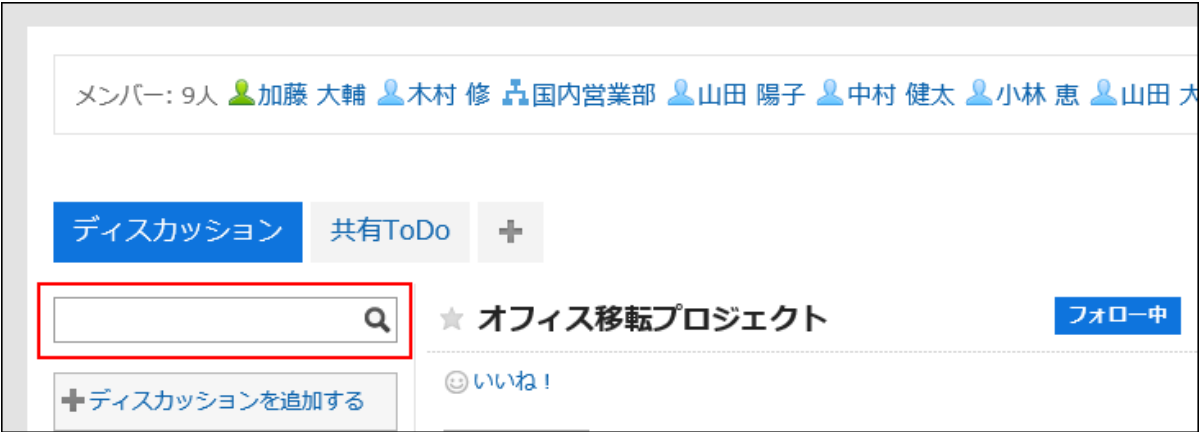 メンバー: 9人 加藤 大輔 木村 修 国内営業部 山田 陽子 中村 健太 小林 恵 山田 大
ディスカッション 共有ToDo
オフィス移転プロジェクト フォロー中
ディスカッションを追加する いいね！